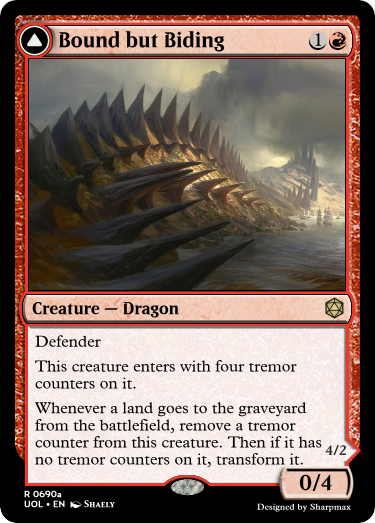 Bound but Biding 1
Creature — Dragon
Defender
This creature enters with four tremor
counters on it.
Whenever a land goes to the graveyard
from the battlefield, remove a tremor
counter from this creature. Then if it has
no tremor counters on it, transform it.
4/2
0/4
R 0690a
UOL • EN Shaely
Designed by Sharpmax